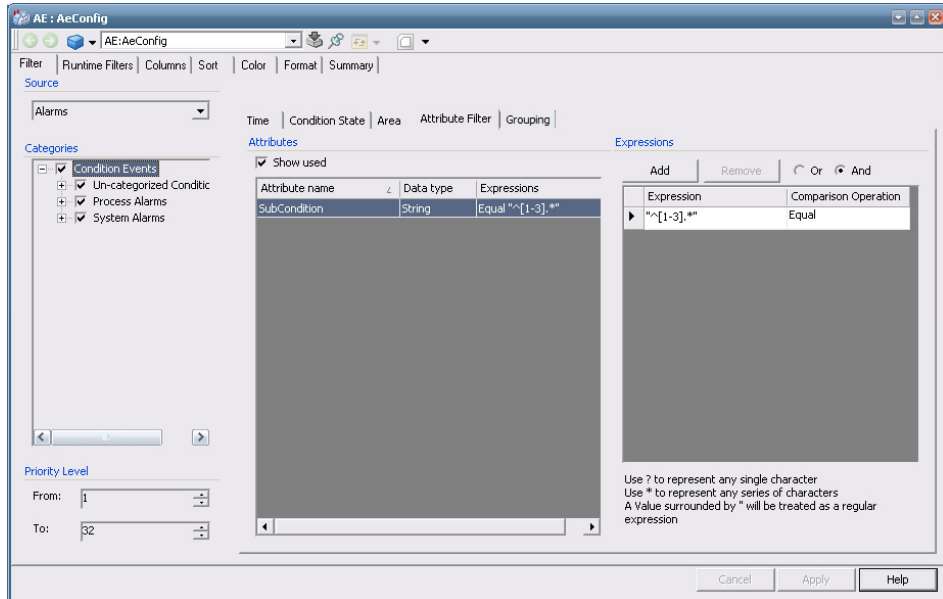 AE : AeConfig
AE:AeConfig
Filter Runtime Filters Columns Sort Color Format Summary
Source
Alarms
Categories
Condition Events
Un-categorized Conditic
Process Alarms
System Alarms
Priority Level
From: 1
To: 32
Time Condition State Area Attribute Filter Grouping
Attributes
Show used
Attribute name Data type Expressions
SubCondition String Equal "^[1-3].*"
Expressions
Add Remove Or And
Expression Comparison Operation
"^[1-3].*" Equal
Use ? to represent any single character
Use * to represent any series of characters
A Value surrounded by " will be treated as a regular
expression
Cancel Apply Help